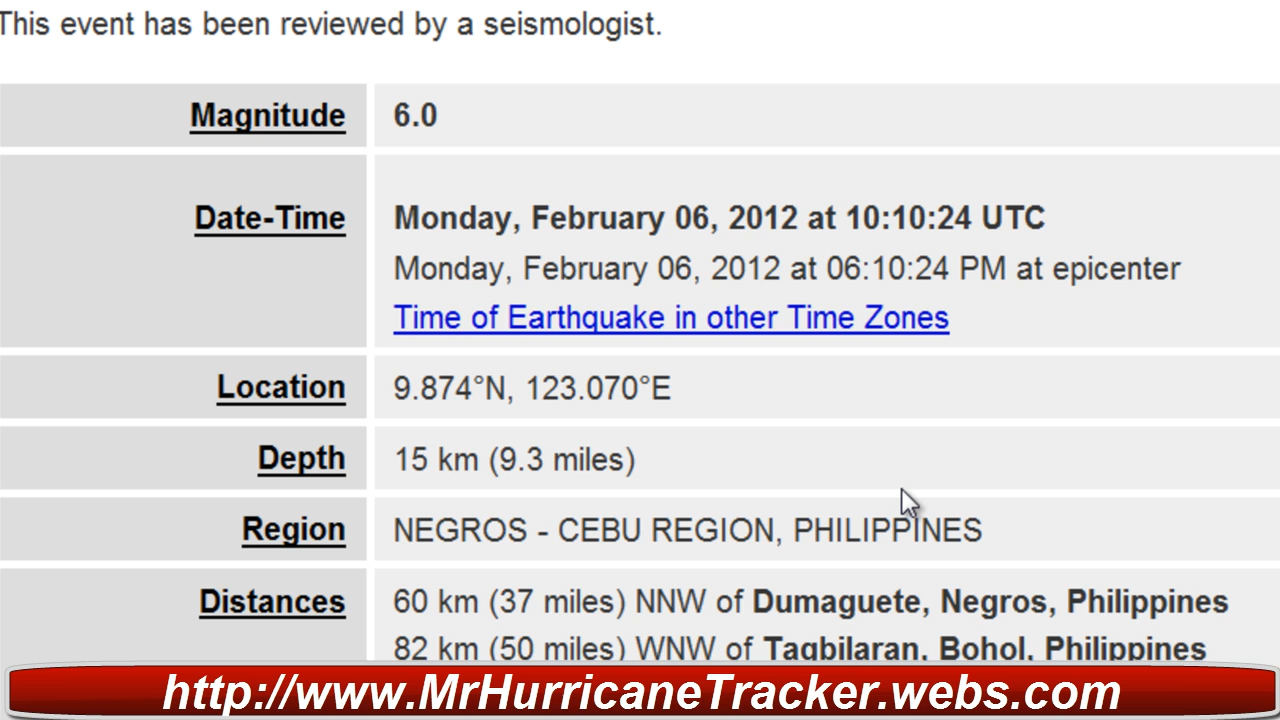 This event has been reviewed by a seismologist.
Magnitude 6.0
Date-Time Monday, February 06, 2012 at 10:10:24 UTC
Monday, February 06, 2012 at 06:10:24 PM at epicenter
Time of Earthquake in other Time Zones
Location 9.874°N, 123.070°E
Depth 15 km (9.3 miles)
Region NEGROS - CEBU REGION, PHILIPPINES
Distances 60 km (37 miles) NNW of Dumaguete, Negros, Philippines
82 km (50 miles) WNW of Tagbilaran, Bohol, Philippines
http://www.MrHurricaneTracker.webs.com